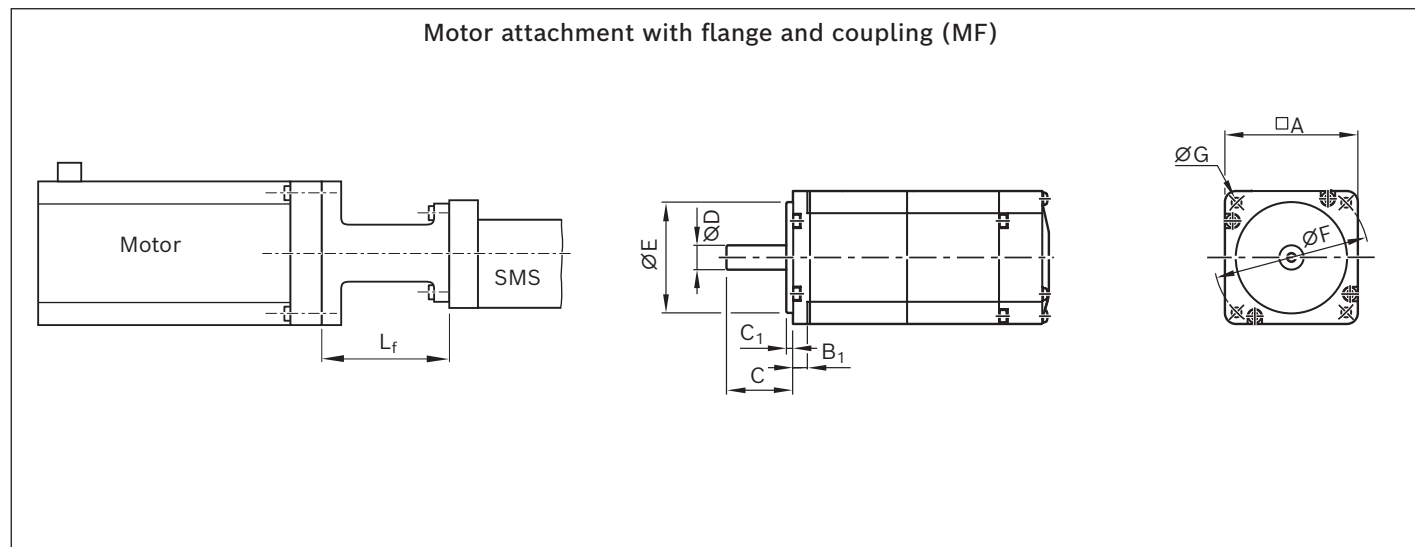 Motor attachment with flange and coupling (MF)
Motor
SMS
Lf
ØE
ØD
C1
B1
C
□A
ØG
ØF